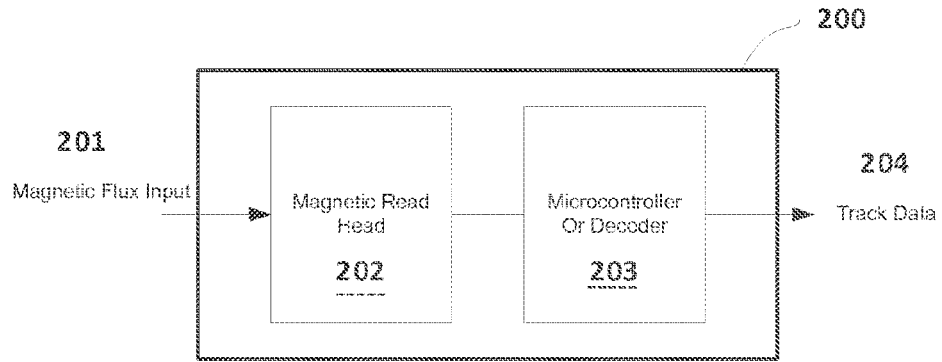 200
201
Magnetic Flux Input
Magnetic Read
Head
202
Microcontroller
Or Decoder
203
204
Track Data